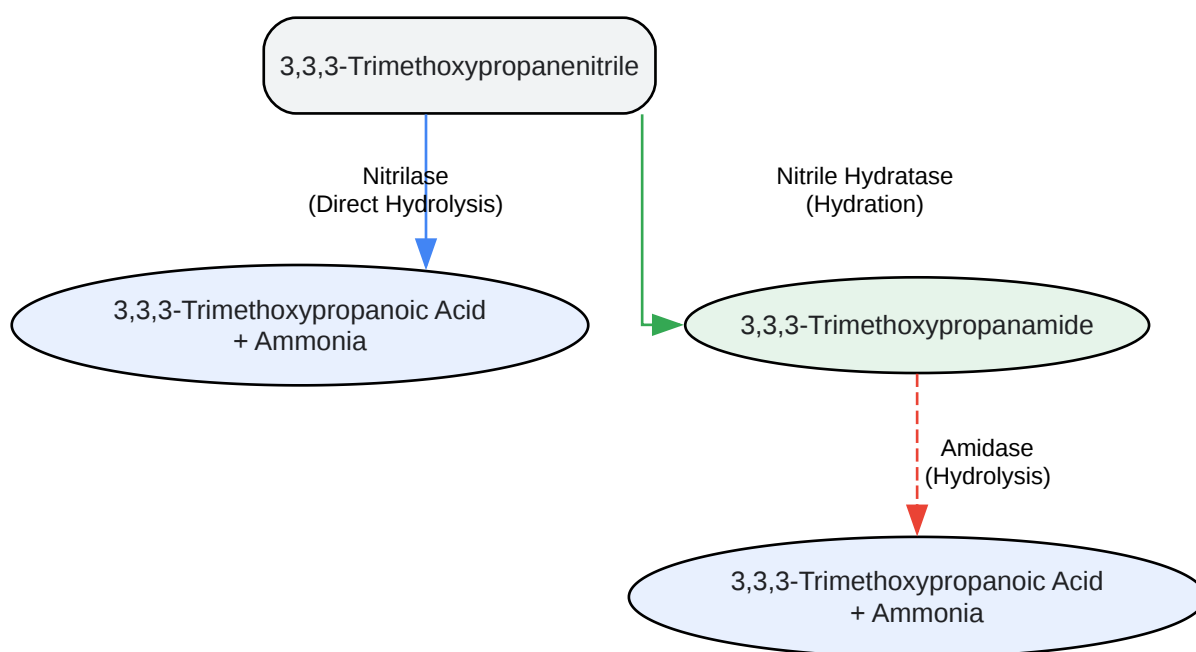 3,3,3-Trimethoxypropanenitrile
Nitrilase
(Direct Hydrolysis)
Nitrile Hydratase
(Hydration)
3,3,3-Trimethoxypropanoic Acid
+ Ammonia
3,3,3-Trimethoxypropanamide
Amidase
(Hydrolysis)
3,3,3-Trimethoxypropanoic Acid
+ Ammonia